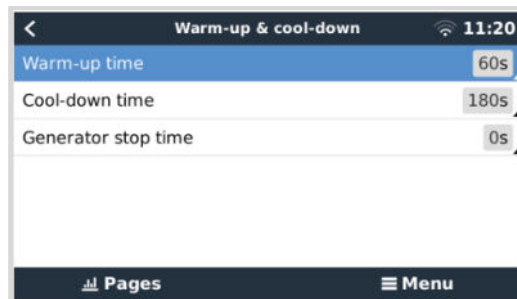 Warm-up & cool-down 11:20
Warm-up time 60s
Cool-down time 180s
Generator stop time 0s
Pages Menu